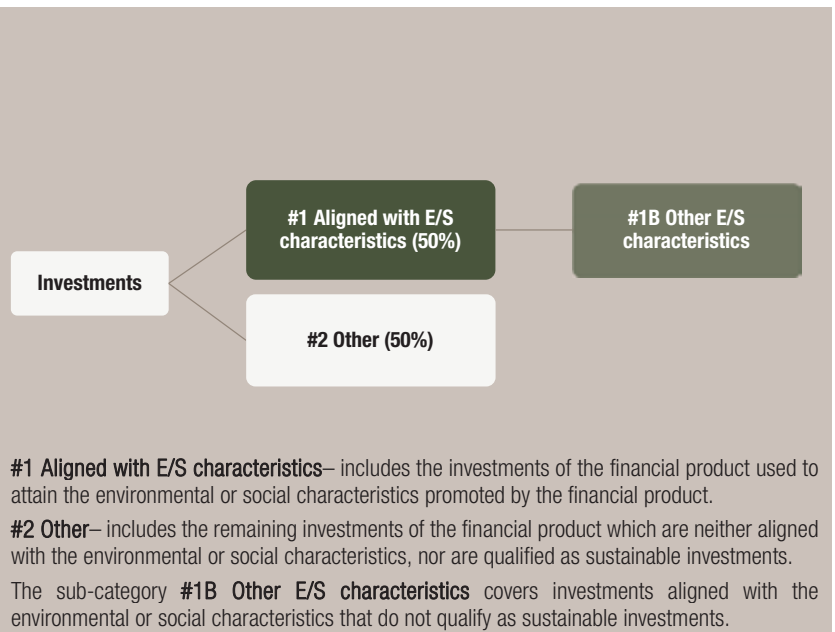 #1 Aligned with E/S
characteristics (50%)
#1B Other E/S
characteristics
Investments
#2 Other (50%)
#1 Aligned with E/S characteristics– includes the investments of the financial product used to
attain the environmental or social characteristics promoted by the financial product.
#2 Other– includes the remaining investments of the financial product which are neither aligned
with the environmental or social characteristics, nor are qualified as sustainable investments.
The sub-category #1B Other E/S characteristics covers investments aligned with the
environmental or social characteristics that do not qualify as sustainable investments.